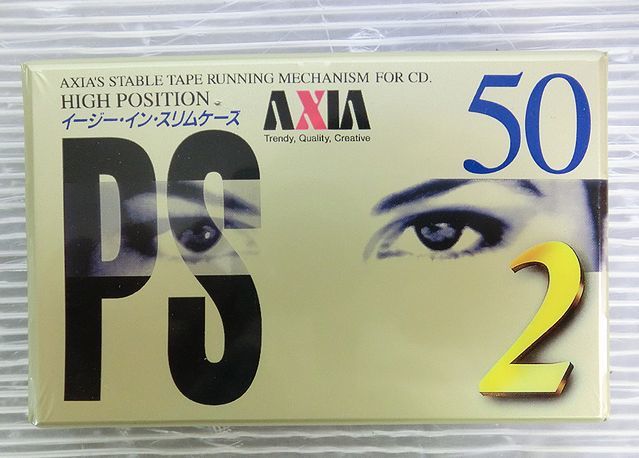 AXIA'S STABLE TAPE RUNNING MECHANISM FOR CD.
HIGH POSITION
イージー・イン・スリムケース
AXIA
Trendy, Quality, Creative
50
PS
2